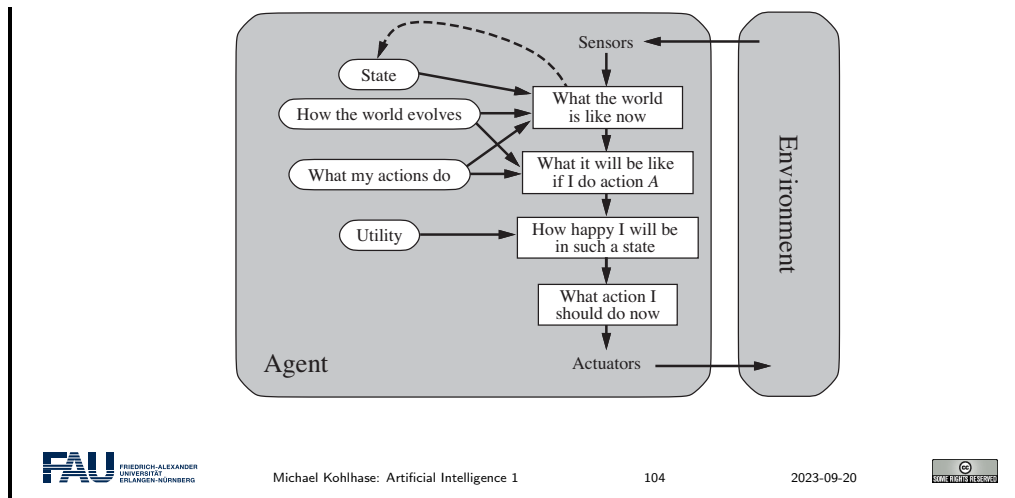 Sensors
State
What the world
is like now
How the world evolves
What it will be like
if I do action A
What my actions do
Utility
How happy I will be
in such a state
What action I
should do now
Agent
Actuators
Environment
FAU
FRIEDRICH-ALEXANDER
UNIVERSITÄT
ERLANGEN-NÜRNBERG
Michael Kohlhase: Artificial Intelligence 1
104
2023-09-20
cc
SOME RIGHTS RESERVED